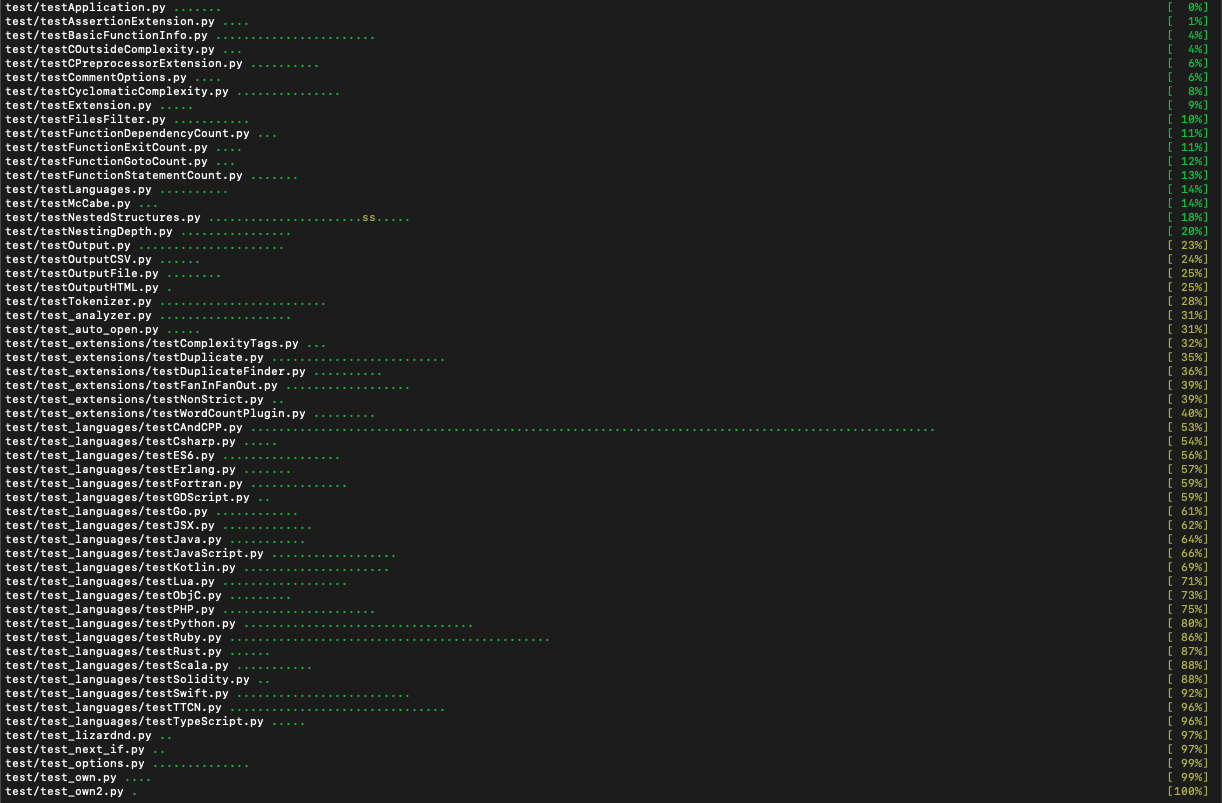 test/testApplication.py ....... [  0%]
test/testAssertionExtension.py .... [  1%]
test/testBasicFunctionInfo.py ....................... [  4%]
test/testCOutsideComplexity.py ... [  4%]
test/testCPreprocessorExtension.py .......... [  6%]
test/testCommentOptions.py .... [  6%]
test/testCyclomaticComplexity.py ............... [  8%]
test/testExtension.py ..... [  9%]
test/testFilesFilter.py ........... [ 10%]
test/testFunctionDependencyCount.py ... [ 11%]
test/testFunctionExitCount.py .... [ 11%]
test/testFunctionGotoCount.py ... [ 12%]
test/testFunctionStatementCount.py ....... [ 13%]
test/testLanguages.py .......... [ 14%]
test/testMcCabe.py ... [ 14%]
test/testNestedStructures.py ......................ss..... [ 18%]
test/testNestingDepth.py ................ [ 20%]
test/testOutput.py ..................... [ 23%]
test/testOutputCSV.py ...... [ 24%]
test/testOutputFile.py ........ [ 25%]
test/testOutputHTML.py . [ 25%]
test/testTokenizer.py ........................ [ 28%]
test/test_analyzer.py ................... [ 31%]
test/test_auto_open.py ..... [ 31%]
test/test_extensions/testComplexityTags.py ... [ 32%]
test/test_extensions/testDuplicate.py ......................... [ 35%]
test/test_extensions/testDuplicateFinder.py .......... [ 36%]
test/test_extensions/testFanInFanOut.py .................. [ 39%]
test/test_extensions/testNonStrict.py .. [ 39%]
test/test_extensions/testWordCountPlugin.py ......... [ 40%]
test/test_languages/testCAndCPP.py .................................................................................................. [ 53%]
test/test_languages/testCsharp.py ..... [ 54%]
test/test_languages/testES6.py ................. [ 56%]
test/test_languages/testErlang.py ....... [ 57%]
test/test_languages/testFortran.py .............. [ 59%]
test/test_languages/testGDScript.py .. [ 59%]
test/test_languages/testGo.py ............ [ 61%]
test/test_languages/testJSX.py ............. [ 62%]
test/test_languages/testJava.py ........... [ 64%]
test/test_languages/testJavaScript.py .................. [ 66%]
test/test_languages/testKotlin.py ..................... [ 69%]
test/test_languages/testLua.py .................. [ 71%]
test/test_languages/testObjC.py ......... [ 73%]
test/test_languages/testPHP.py ...................... [ 75%]
test/test_languages/testPython.py ................................. [ 80%]
test/test_languages/testRuby.py .............................................. [ 86%]
test/test_languages/testRust.py ...... [ 87%]
test/test_languages/testScala.py ........... [ 88%]
test/test_languages/testSolidity.py .. [ 88%]
test/test_languages/testSwift.py ......................... [ 92%]
test/test_languages/testTTCN.py ............................... [ 96%]
test/test_languages/testTypeScript.py ..... [ 96%]
test/test_lizardnd.py .. [ 97%]
test/test_next_if.py .. [ 97%]
test/test_options.py .............. [ 99%]
test/test_own.py .... [ 99%]
test/test_own2.py . [100%]